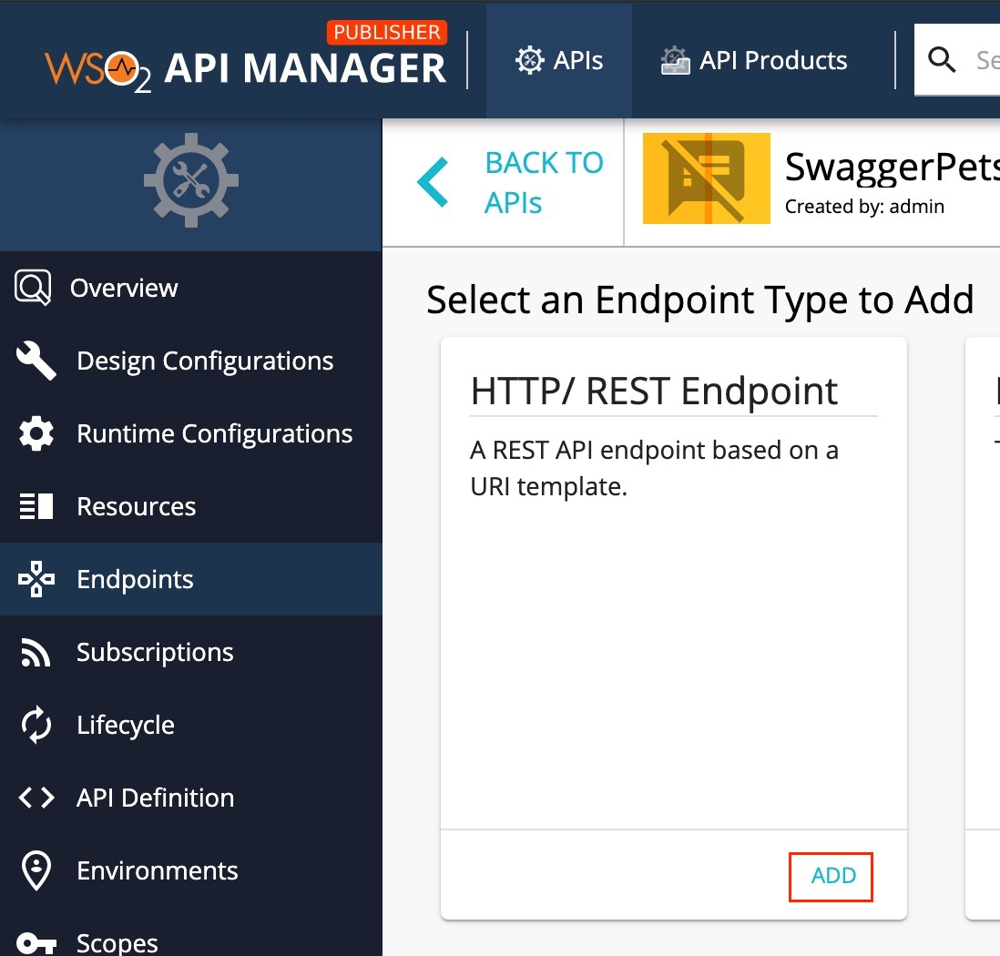 PUBLISHER
WSO2 API MANAGER
APIs
API Products
BACK TO
APIs
Created by: admin
Overview
Design Configurations
Runtime Configurations
Resources
Endpoints
Subscriptions
Lifecycle
API Definition
Environments
Scopes
Select an Endpoint Type to Add
HTTP/ REST Endpoint
A REST API endpoint based on a
URI template.
ADD